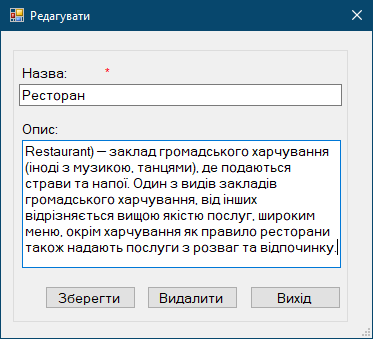 Редагувати
Назва: *
Ресторан
Опис:
Restaurant) — заклад громадського харчування
(іноді з музикою, танцями), де подаються
страви та напої. Один з видів закладів
громадського харчування, від інших
відрізняється вищою якістю послуг, широким
меню, окрім харчування як правило ресторани
також надають послуги з розваг та відпочинку.
Зберегти Видалити Вихід